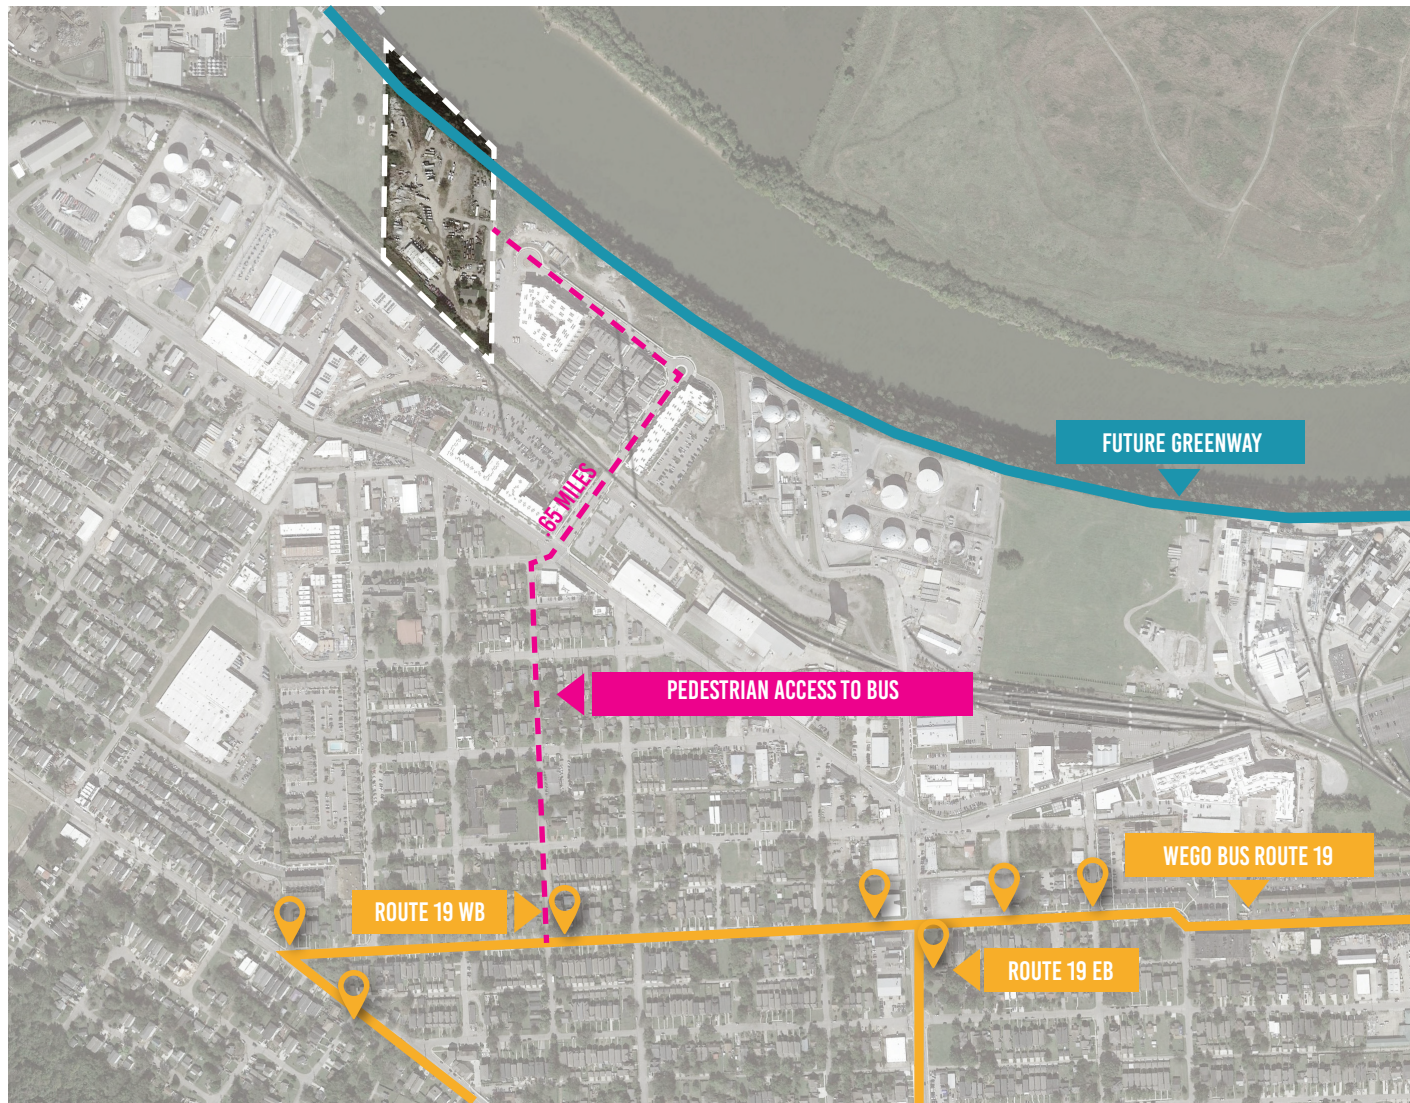 FUTURE GREENWAY
.65 MILES
PEDESTRIAN ACCESS TO BUS
WEGO BUS ROUTE 19
ROUTE 19 WB
ROUTE 19 EB